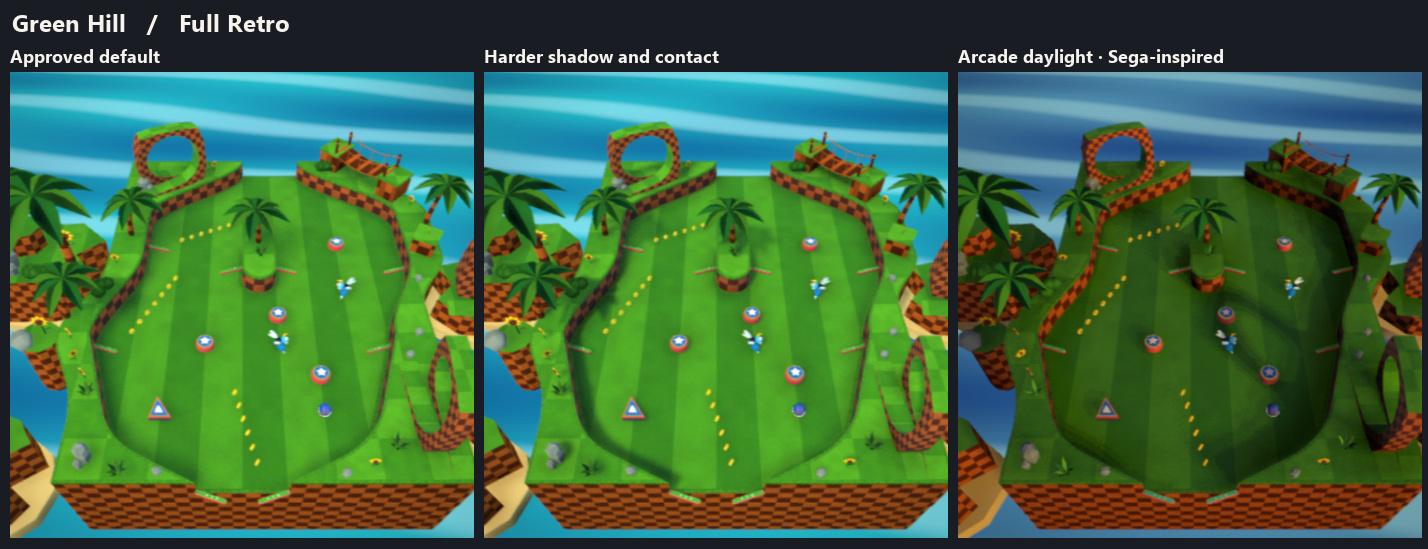 Green Hill / Full Retro
Approved default
Harder shadow and contact
Arcade daylight · Sega-inspired